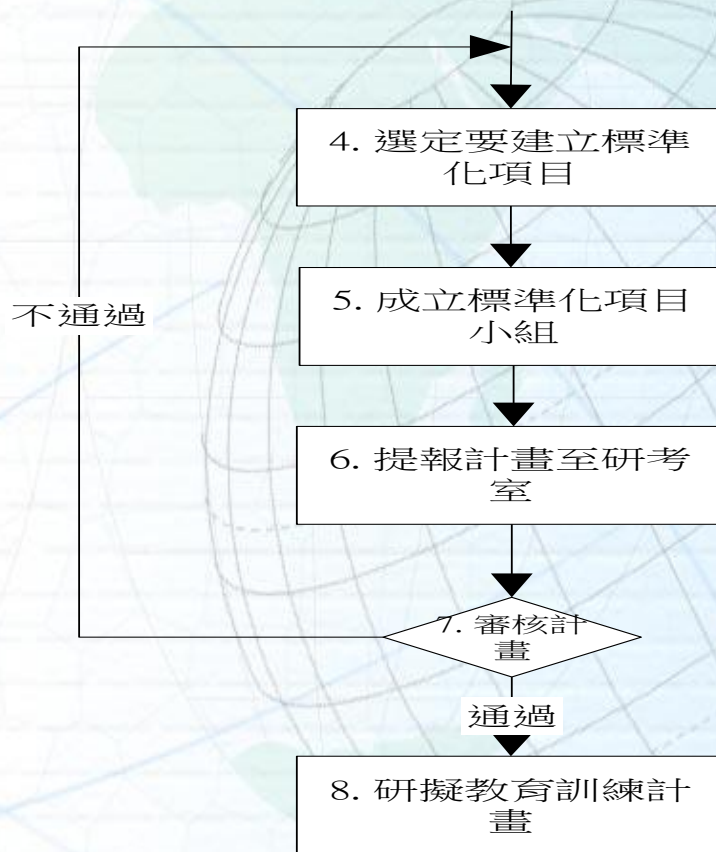 4. 選定要建立標準
化項目
不通過
5. 成立標準化項目
小組
6. 提報計畫至研考
室
7. 審核計
畫
通過
8. 研擬教育訓練計
畫